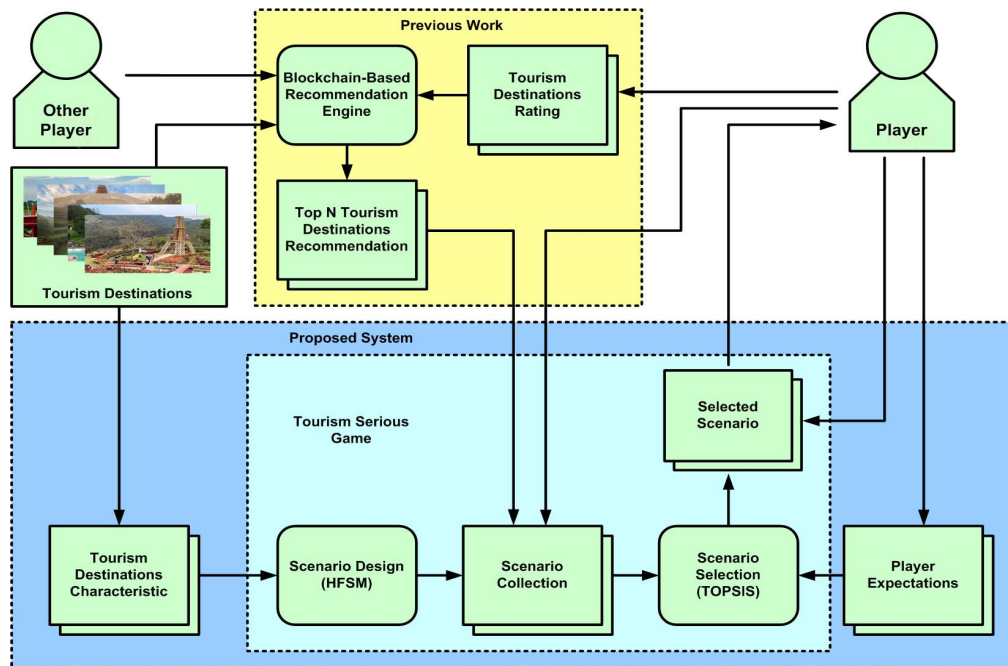 Previous Work
Other
Player
Blockchain-Based
Recommendation
Engine
Tourism
Destinations
Rating
Player
Top N Tourism
Destinations
Recommendation
Tourism Destinations
Proposed System
Tourism Serious
Game
Selected
Scenario
Tourism
Destinations
Characteristic
Scenario Design
(HFSM)
Scenario
Collection
Scenario
Selection
(TOPSIS)
Player
Expectations